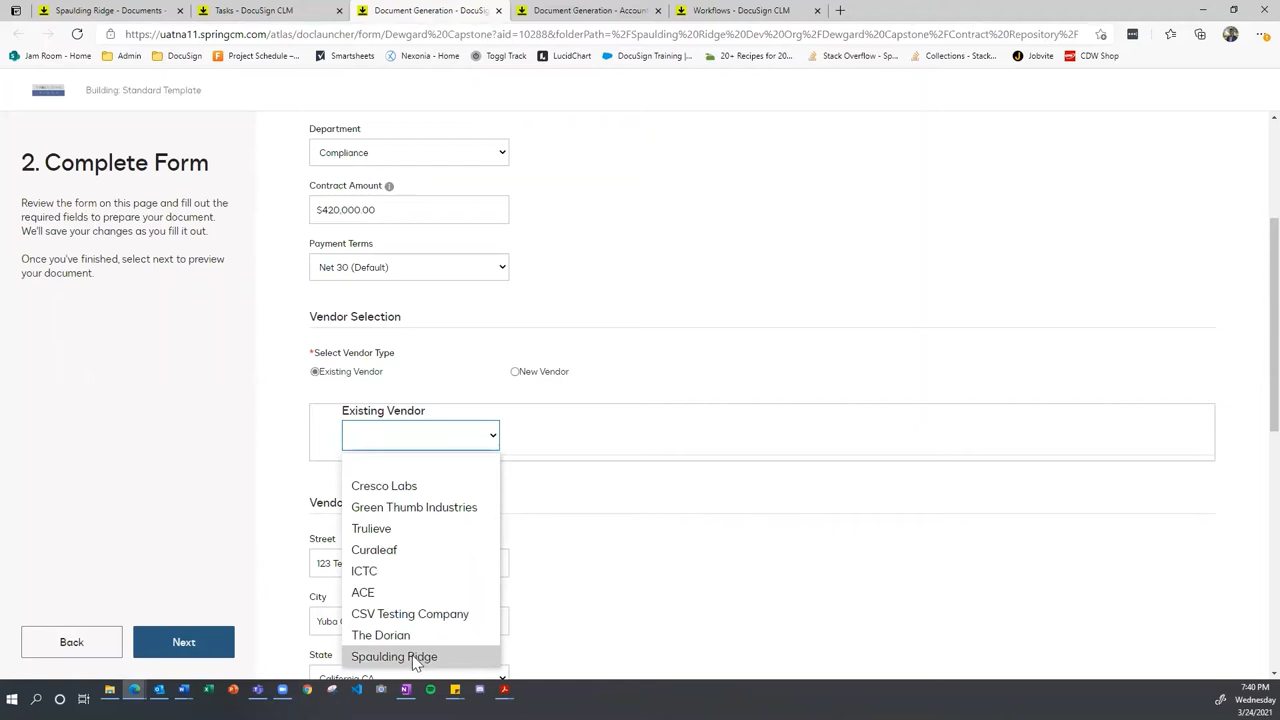 Spaulding Ridge - Documents -
Tasks - DocuSign CLM
Document Generation - DocuSign
Document Generation - Accoun
Workflows - DocuSign CLM
https://uatna11.springcm.com/atlas/doclauncher/form/Dewgard%20Capstone?aid=10288&folderPath=%2FSpaulding%20Ridge%20Dev%20Org%2FDewgard%20Capstone%2FContract%20Repository%2F
Jam Room - Home
Admin
DocuSign
Project Schedule –...
Smartsheets
Nexonia - Home
Toggl Track
LucidChart
DocuSign Training |...
20+ Recipes for 20...
Stack Overflow - Sp...
Collections - Stack...
Jobvite
CDW Shop
Building: Standard Template
2. Complete Form
Review the form on this page and fill out the
required fields to prepare your document.
We'll save your changes as you fill it out.
Once you've finished, select next to preview
your document.
Back
Next
Department
Compliance
Contract Amount
$420,000.00
Payment Terms
Net 30 (Default)
Vendor Selection
*Select Vendor Type
Existing Vendor
New Vendor
Existing Vendor
Cresco Labs
Green Thumb Industries
Trulieve
Curaleaf
ICTC
ACE
CSV Testing Company
The Dorian
Spaulding Ridge
Vendo
Street
123 Te
City
Yuba
State
California CA
7:40 PM
Wednesday
3/24/2021